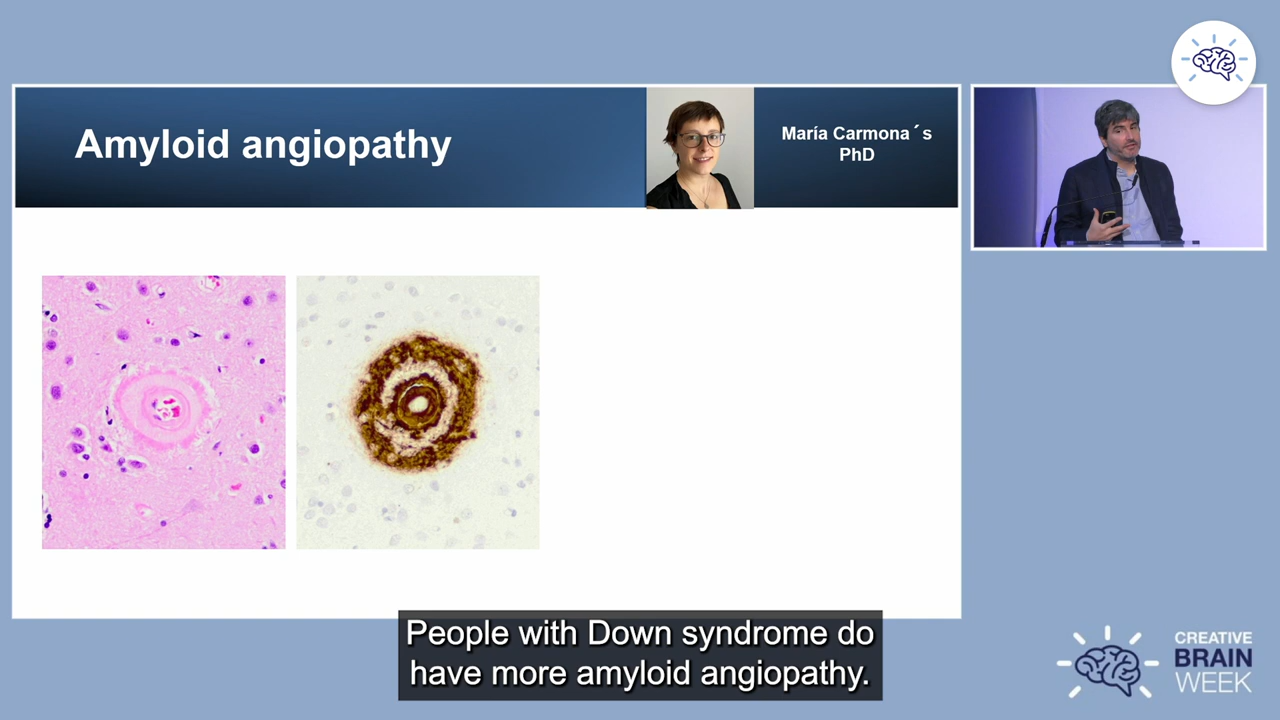 Amyloid angiopathy
María Carmona´s
PhD
People with Down syndrome do
have more amyloid angiopathy.
CREATIVE
BRAIN
WEEK